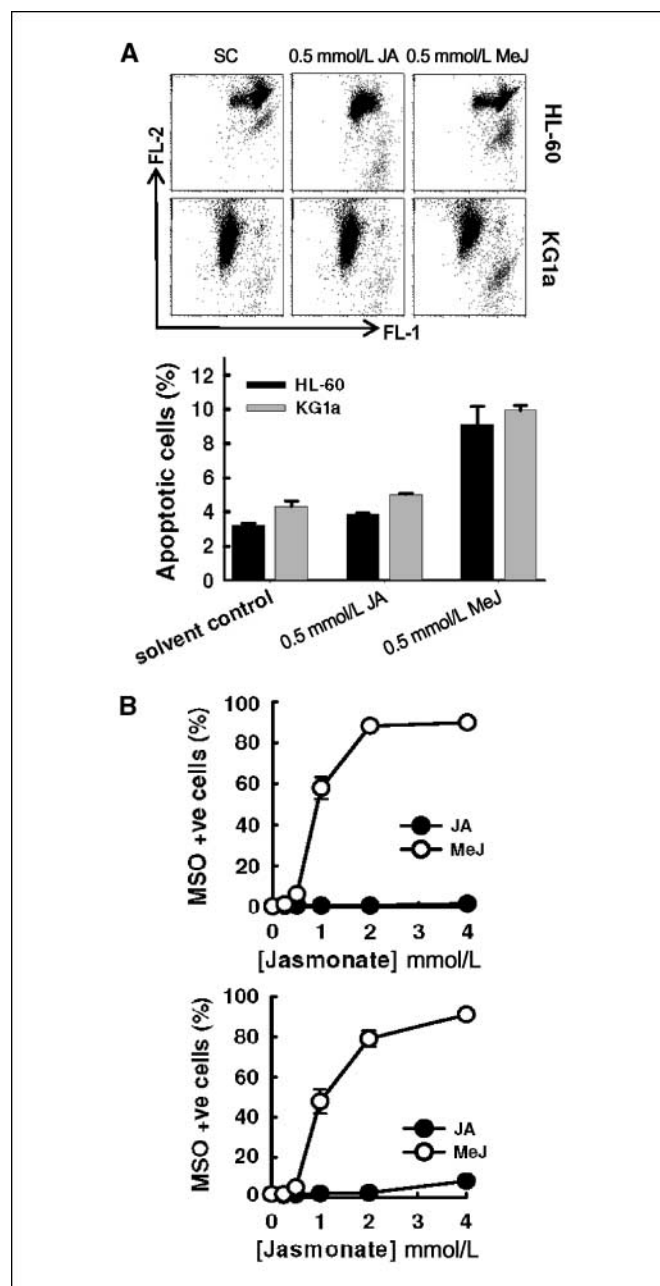 A
SC 0.5 mmol/L JA 0.5 mmol/L MeJ
FL-2
HL-60
KG1a
FL-1
Apoptotic cells (%)
12
10
8
6
4
2
0
HL-60
KG1a
solvent control
0.5 mmol/L JA
0.5 mmol/L MeJ
B
MSO +ve cells (%)
100
80
60
40
20
0
JA
MeJ
0 1 2 3 4
[Jasmonate] mmol/L
MSO +ve cells (%)
100
80
60
40
20
0
JA
MeJ
0 1 2 3 4
[Jasmonate] mmol/L